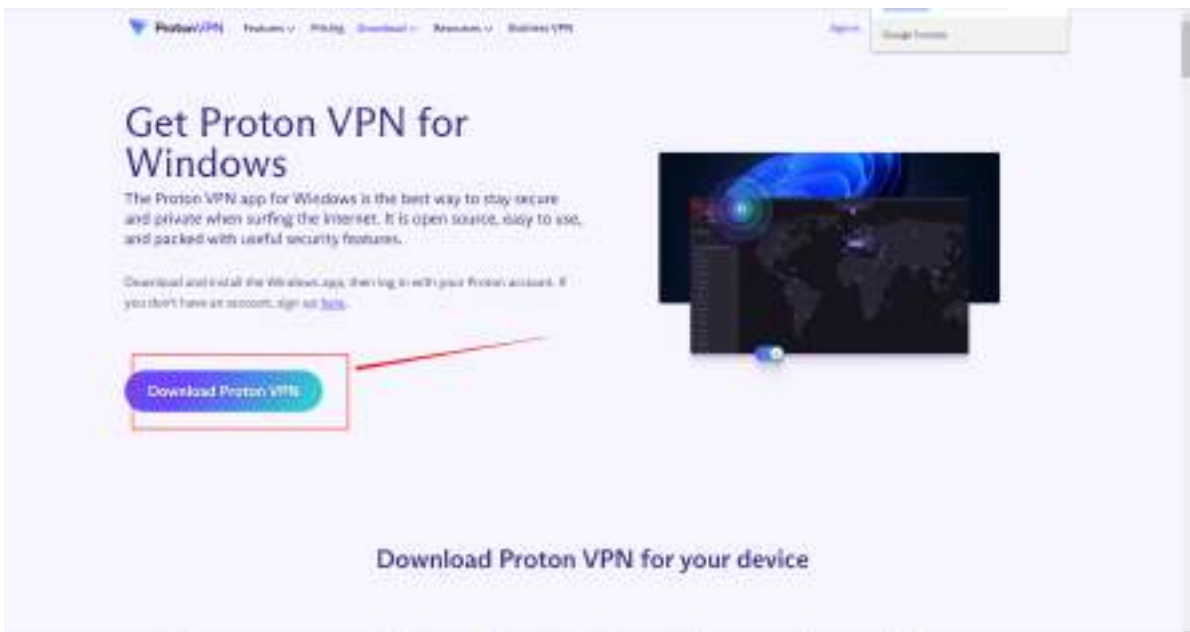 ProtonVPN Features Pricing Download Resources Business VPN Sign in
Get Proton VPN for
Windows
The Proton VPN app for Windows is the best way to stay secure
and private when surfing the internet. It is open source, easy to use,
and packed with useful security features.
Download and install the Windows app, then log in with your Proton account. If
you don't have an account, sign up here.
Download Proton VPN
Download Proton VPN for your device